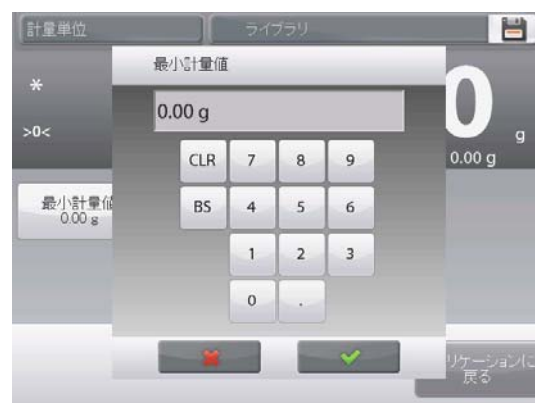 計量単位
ライブラリ
最小計量値
*
0.00 g
>0<
0
g
0.00 g
CLR 7 8 9
最小計量値
0.00 g
BS 4 5 6
1 2 3
0 .
リケーションに
戻る